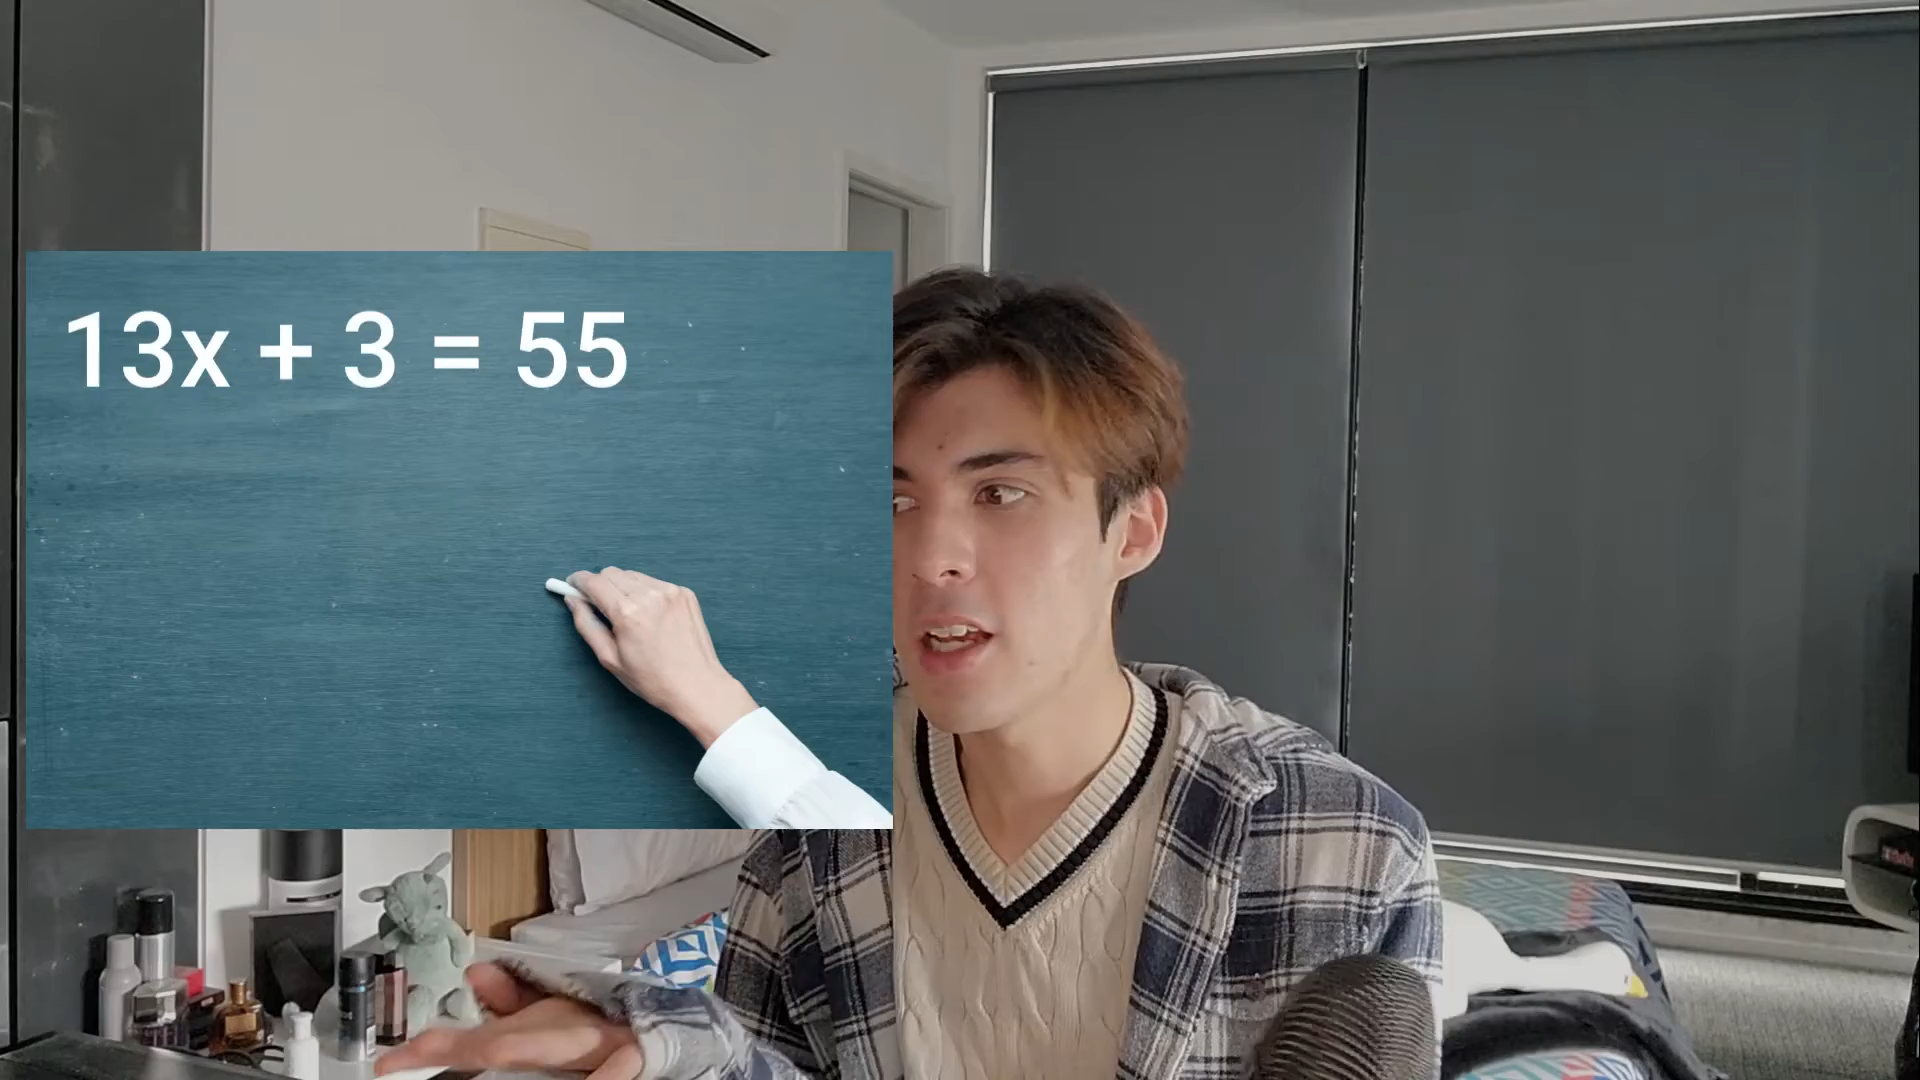 13x + 3 = 55